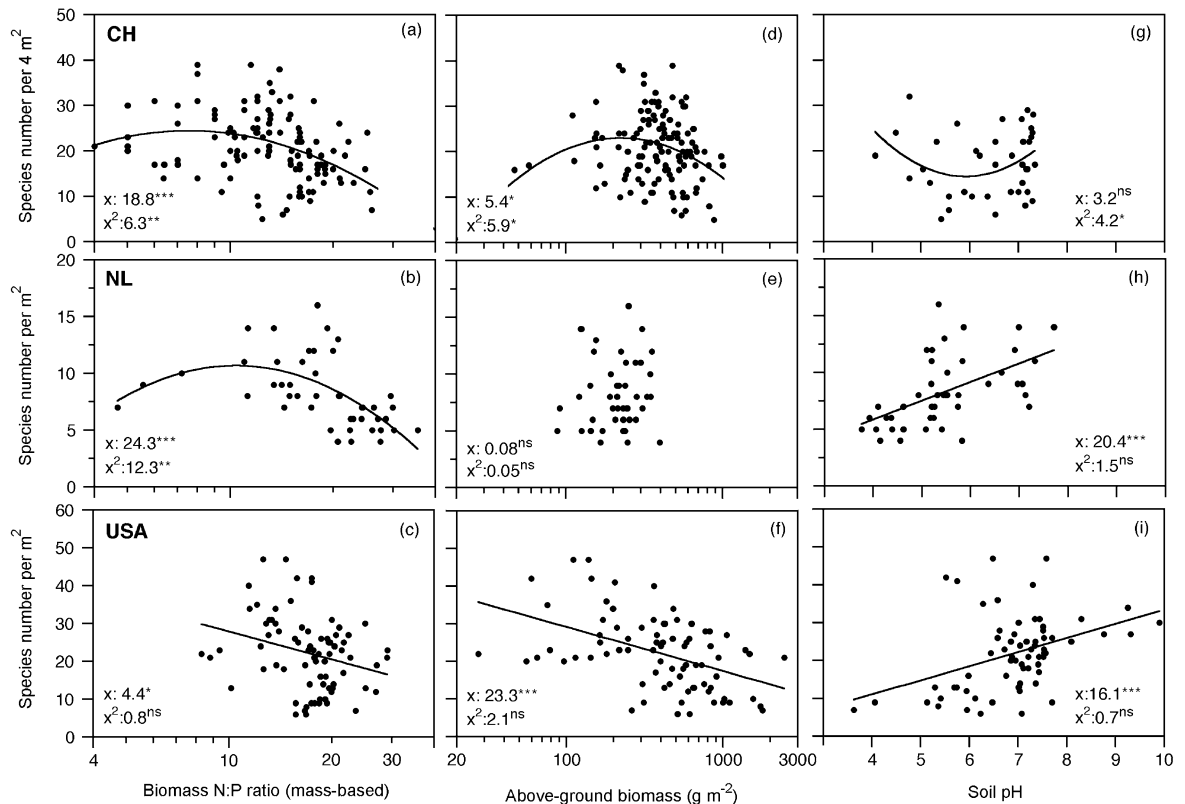 Species number per 4 m²
50
40
30
20
10
0
CH
(a)
x: 18.8***
x²:6.3**
10
20
30
(d)
x: 5.4*
x²:5.9*
(g)
x: 3.2ns
x²:4.2*
Species number per m²
20
15
10
5
0
NL
(b)
x: 24.3***
x²:12.3**
(e)
x: 0.08ns
x²:0.05ns
(h)
x: 20.4***
x²:1.5ns
Species number per m²
60
50
40
30
20
10
0
USA
(c)
x: 4.4*
x²:0.8ns
(f)
x: 23.3***
x²:2.1ns
(i)
x:16.1***
x²:0.7ns
4
10
20
30
20
100
1000
3000
4
5
6
7
8
9
10
Biomass N:P ratio (mass-based)
Above-ground biomass (g m⁻²)
Soil pH